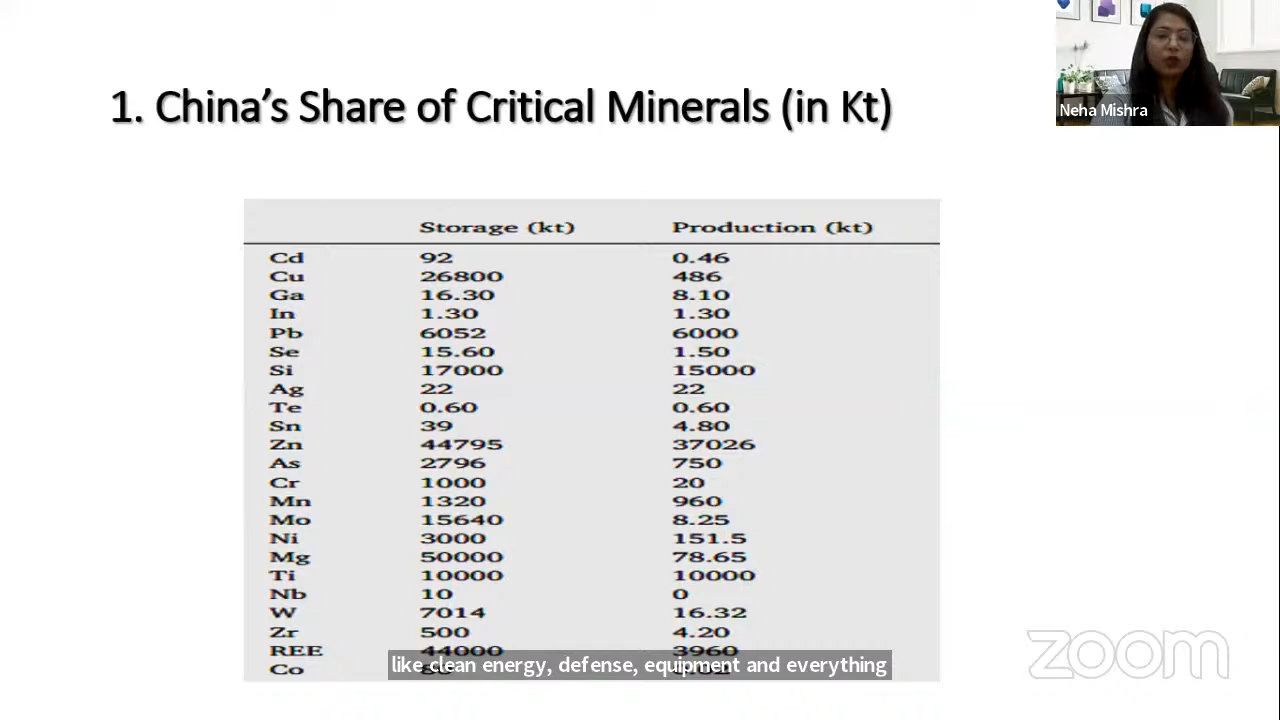 1. China's Share of Critical Minerals (in Kt)
Neha Mishra
Storage (kt) Production (kt)
Cd 92 0.46
Cu 26800 486
Ga 16.30 8.10
In 1.30 1.30
Pb 6052 6000
Se 15.60 1.50
Si 17000 15000
Ag 22 22
Te 0.60 0.60
Sn 39 4.80
Zn 44795 37026
As 2796 750
Cr 1000 20
Mn 1320 960
Mo 15640 8.25
Ni 3000 151.5
Mg 50000 78.65
Ti 10000 10000
Nb 10 0
W 7014 16.32
Zr 500 4.20
REE 44000 3960
Co
like clean energy, defense, equipment and everything
zoom